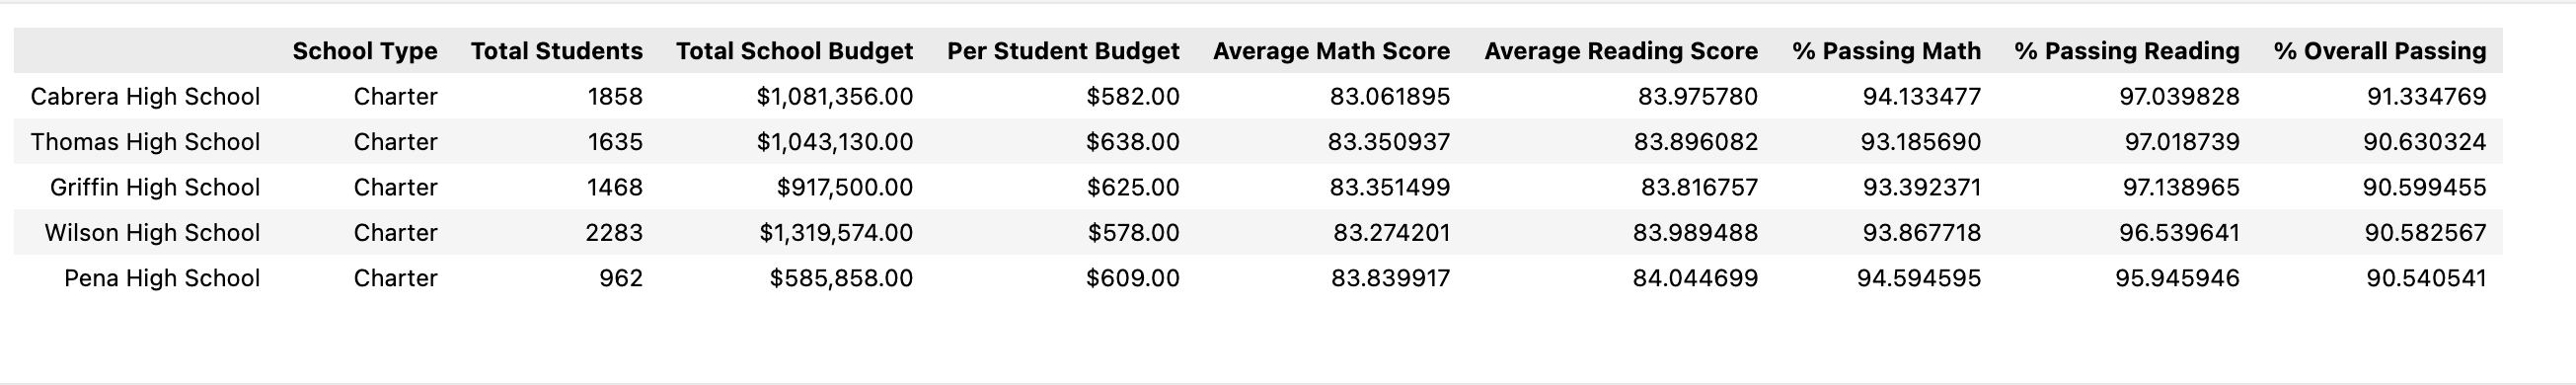 School Type Total Students Total School Budget Per Student Budget Average Math Score Average Reading Score % Passing Math % Passing Reading % Overall Passing
Cabrera High School Charter 1858 $1,081,356.00 $582.00 83.061895 83.975780 94.133477 97.039828 91.334769
Thomas High School Charter 1635 $1,043,130.00 $638.00 83.350937 83.896082 93.185690 97.018739 90.630324
Griffin High School Charter 1468 $917,500.00 $625.00 83.351499 83.816757 93.392371 97.138965 90.599455
Wilson High School Charter 2283 $1,319,574.00 $578.00 83.274201 83.989488 93.867718 96.539641 90.582567
Pena High School Charter 962 $585,858.00 $609.00 83.839917 84.044699 94.594595 95.945946 90.540541